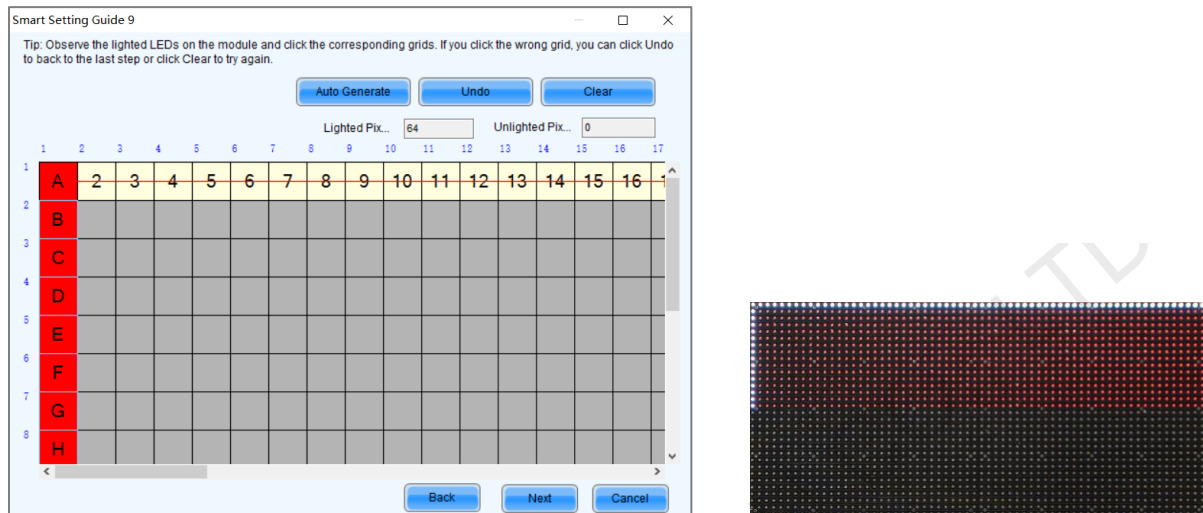 Smart Setting Guide 9
Tip: Observe the lighted LEDs on the module and click the corresponding grids. If you click the wrong grid, you can click Undo
to back to the last step or click Clear to try again.
Auto Generate Undo Clear
Lighted Pix... 64 Unlighted Pix... 0
1 2 3 4 5 6 7 8 9 10 11 12 13 14 15 16 17
1 A 2 3 4 5 6 7 8 9 10 11 12 13 14 15 16
2 B
3 C
4 D
5 E
6 F
7 G
8 H
Back Next Cancel